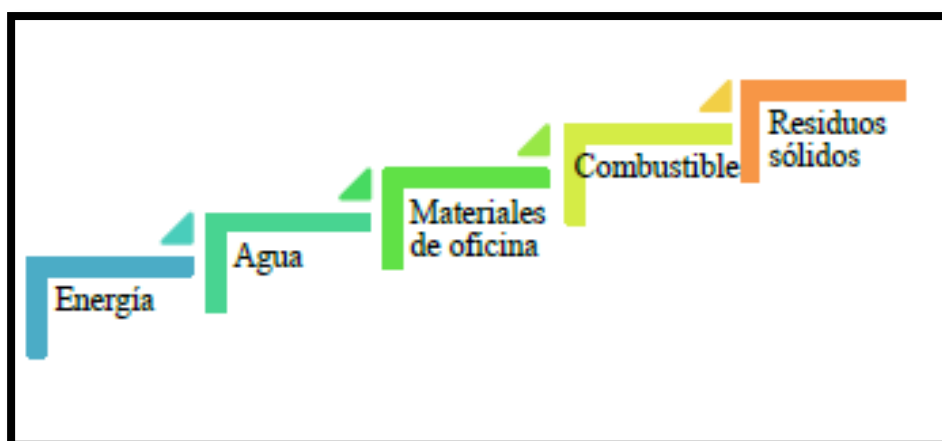 Energía
Agua
Materiales
de oficina
Combustible
Residuos
sólidos